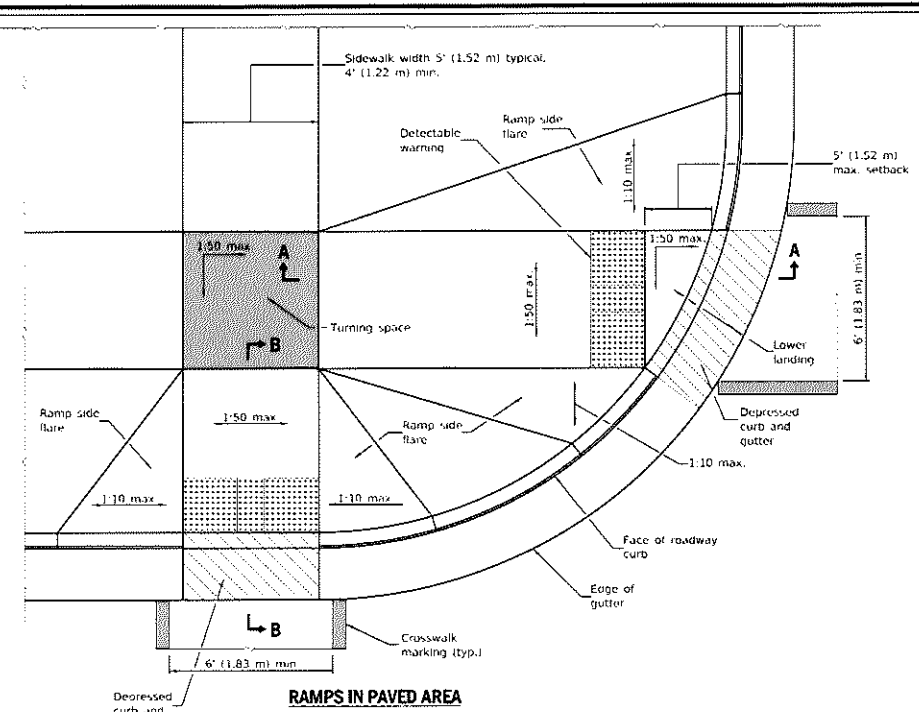 Sidewalk width 5' (1.52 m) typical,
4' (1.22 m) min.
Detectable
warning
Ramp side
flare
1:10 max
5' (1.52 m)
max. setback
1:50 max
A
1:50 max.
1:50 max.
A
6' (1.83 m) min
Turning space
B
Lower
landing
Ramp side
flare
1:50 max
Ramp side
flare
Depressed
curb and
gutter
1:10 max.
1:10 max
1:10 max
Face of roadway
curb
Edge of
gutter
B
Crosswalk
marking (typ.)
6' (1.83 m) min
Depressed
curb and
RAMPS IN PAVED AREA